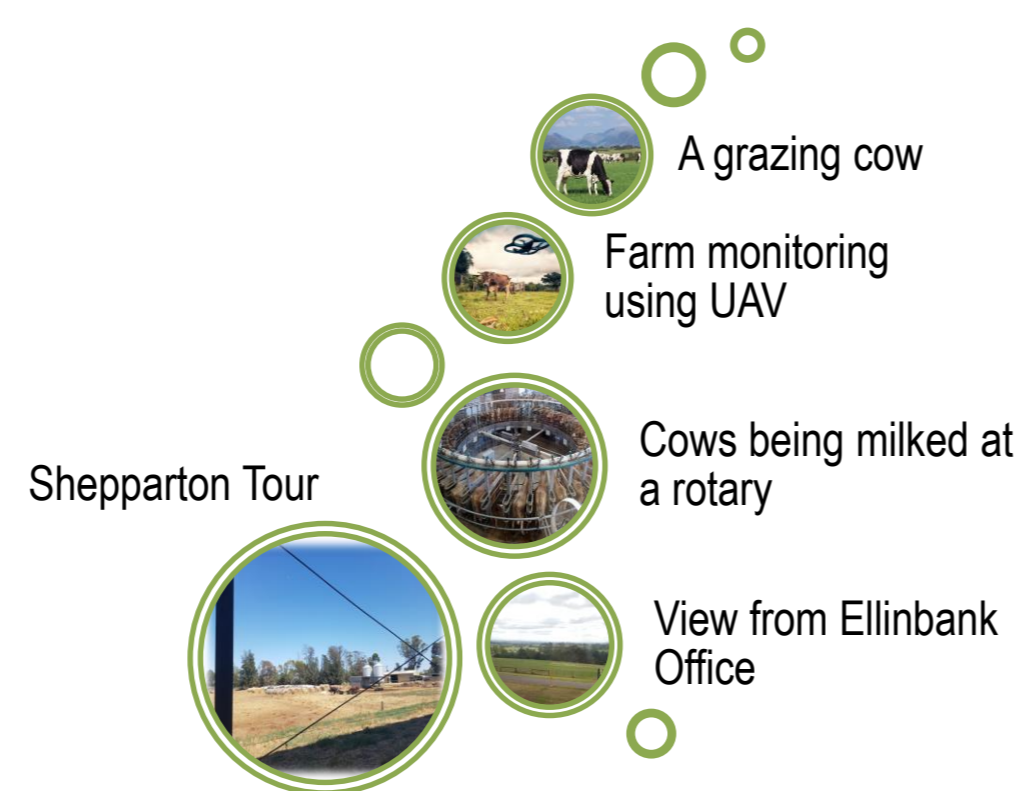 A grazing cow
Farm monitoring
using UAV
Cows being milked at
a rotary
Shepparton Tour
View from Ellinbank
Office